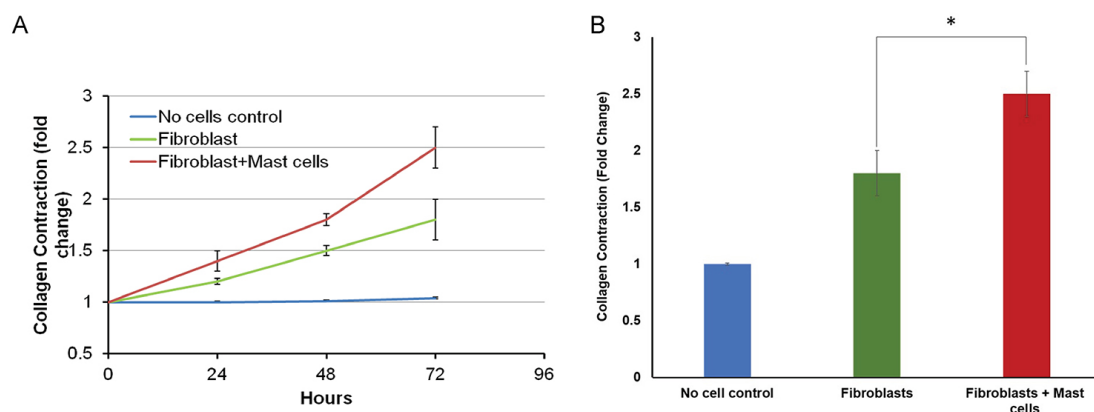 A
Collagen Contraction (fold
change)
3
2.5
2
1.5
1
0.5
No cells control
Fibroblast
Fibroblast+Mast cells
0
24
48
72
96
Hours
B
Collagen Contraction (Fold Change)
3
2.5
2
1.5
1
0.5
0
*
No cell control
Fibroblasts
Fibroblasts + Mast
cells